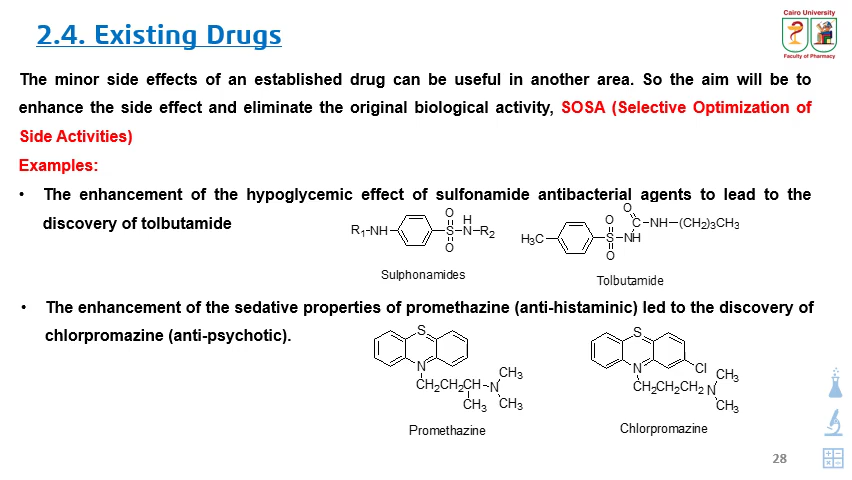 2.4. Existing Drugs
Cairo University
Faculty of Pharmacy
The minor side effects of an established drug can be useful in another area. So the aim will be to
enhance the side effect and eliminate the original biological activity, SOSA (Selective Optimization of
Side Activities)
Examples:
• The enhancement of the hypoglycemic effect of sulfonamide antibacterial agents to lead to the
discovery of tolbutamide
R1-NH
O
S
O
H
N-R2
Sulphonamides
H3C
O
S
O
NH
O
C
NH
(CH2)3CH3
Tolbutamide
• The enhancement of the sedative properties of promethazine (anti-histaminic) led to the discovery of
chlorpromazine (anti-psychotic).
S
N
CH2CH2CH
N
CH3
CH3
CH3
Promethazine
S
N
Cl
CH2CH2CH2
N
CH3
CH3
Chlorpromazine
28